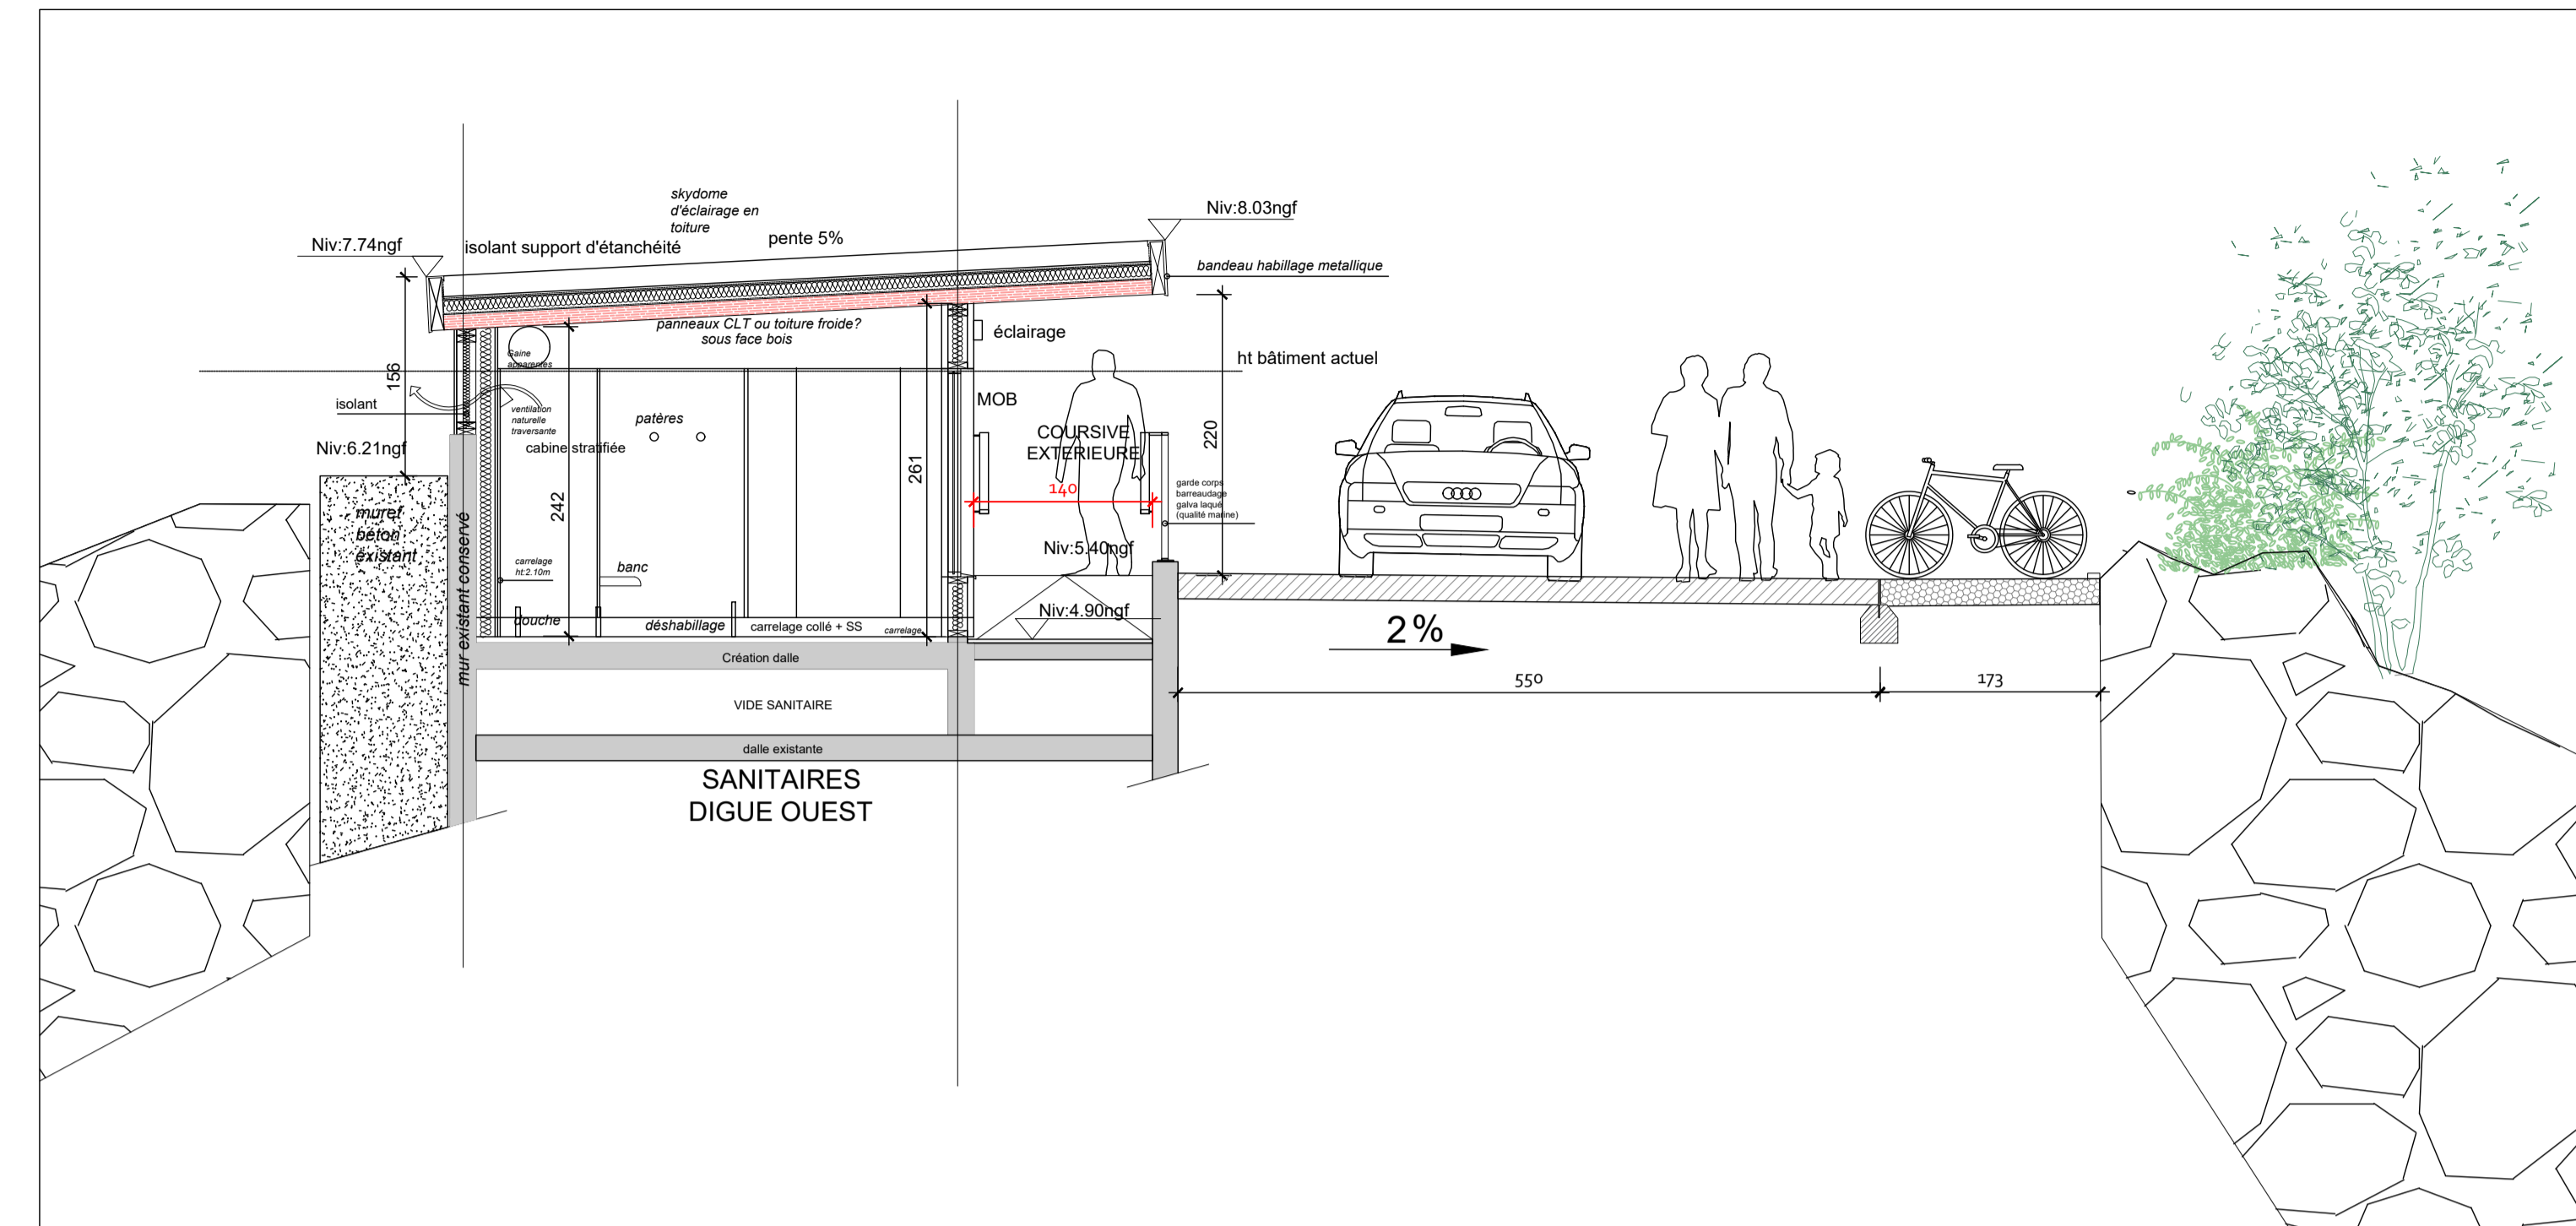 skydome
d'éclairage en
toiture
Niv:8.03ngf
Niv:7.74ngf
isolant support d'étanchéité
pente 5%
bandeau habillage metallique
panneaux CLT ou toiture froide?
sous face bois
éclairage
Gaine
apparentes
ht bâtiment actuel
156
isolant
MOB
ventilation
naturelle
traversante
patères
COURSIVE
EXTERIEURE
220
Niv:6.21ngf
cabine stratifiée
261
140
garde corps
barreaudage
galva laqué
(qualité marine)
242
muret
béton
existant
mur existant conservé
Niv:5.40ngf
carrelage
ht:2.10m
banc
Niv:4.90ngf
douche
déshabillage
carrelage collé + SS
carrelage
2%
Création dalle
550
173
VIDE SANITAIRE
dalle existante
SANITAIRES
DIGUE OUEST